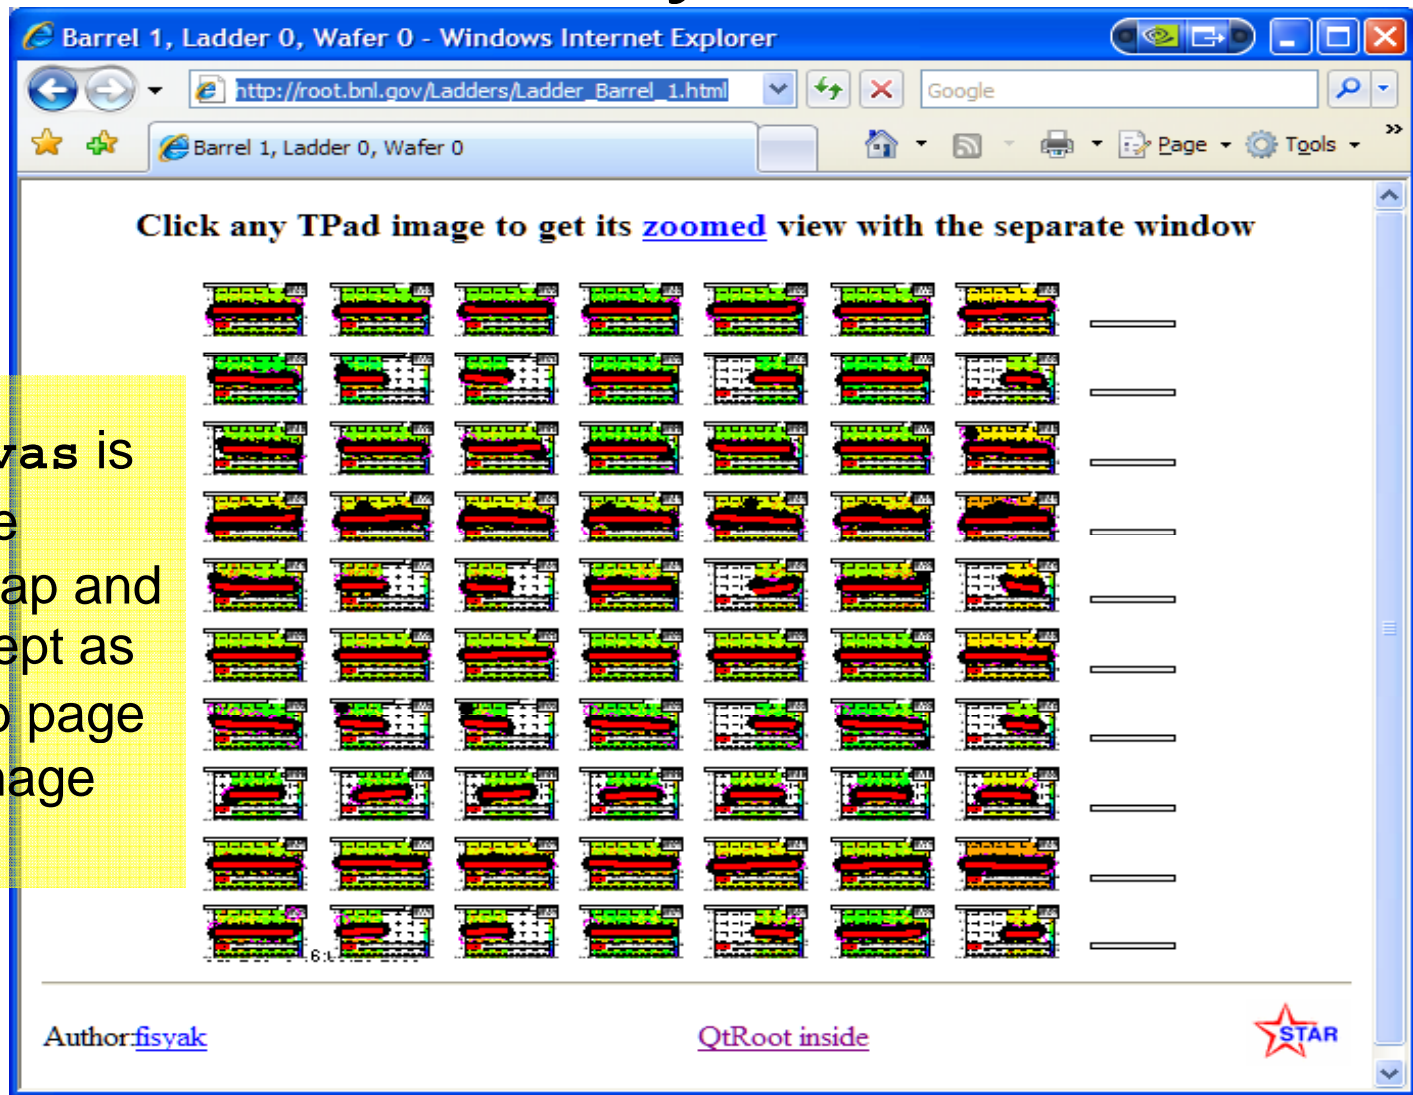 Barrel 1, Ladder 0, Wafer 0 - Windows Internet Explorer
http://root.bnl.gov/Ladders/Ladder_Barrel_1.html
Google
Barrel 1, Ladder 0, Wafer 0
Page
Tools
Click any TPad image to get its zoomed view with the separate window
vas is
e
ap and
ept as
page
age
Author:fisyak
QtRoot inside
STAR